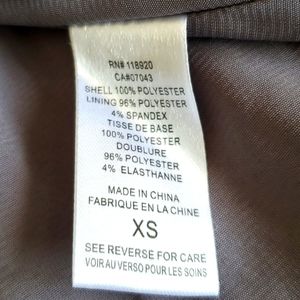 RN# 118920
CA#07043
SHELL 100% POLYESTER
LINING 96% POLYESTER
4% SPANDEX
TISSE DE BASE
100% POLYESTER
DOUBLURE
96% POLYESTER
4% ELASTHANNE
MADE IN CHINA
FABRIQUE EN LA CHINE
XS
SEE REVERSE FOR CARE
VOIR AU VERSO POUR LES SOINS